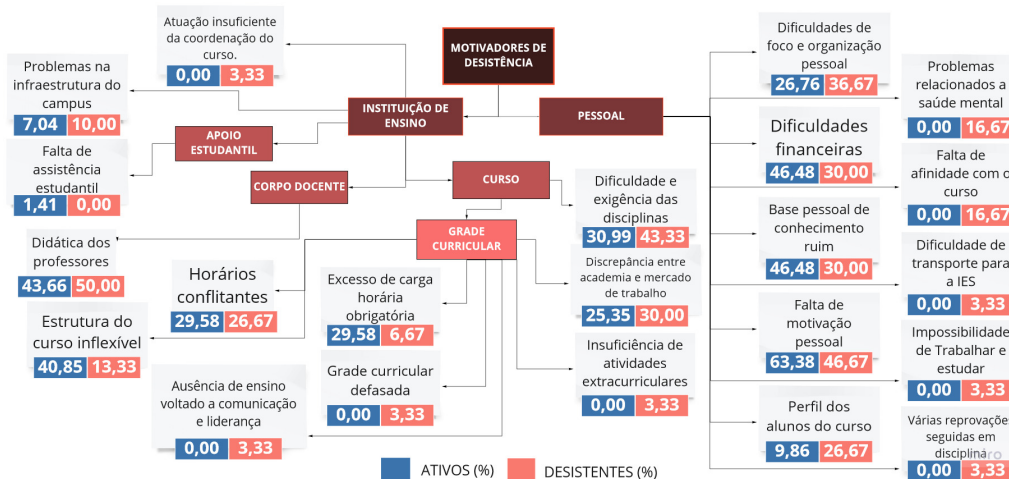 Atuação insuficiente
da coordenação do
curso.
0,00 3,33
MOTIVADORES DE
DESISTÊNCIA
Dificuldades de
foco e organização
pessoal
26,76 36,67
Problemas na
infraestrutura do
campus
7,04 10,00
INSTITUIÇÃO DE
ENSINO
PESSOAL
Problemas
relacionados a
saúde mental
0,00 16,67
APOIO
ESTUDANTIL
Falta de
assistência
estudantil
1,41 0,00
Dificuldades
financeiras
46,48 30,00
Falta de
afinidade com o
curso
0,00 16,67
CORPO DOCENTE
CURSO
Dificuldade e
exigência das
disciplinas
30,99 43,33
Base pessoal de
conhecimento
ruim
46,48 30,00
Didática dos
professores
43,66 50,00
GRADE
CURRICULAR
Dificuldade de
transporte para
a IES
0,00 3,33
Horários
conflitantes
29,58 26,67
Excesso de carga
horária
obrigatória
29,58 6,67
Discrepância entre
academia e mercado
de trabalho
25,35 30,00
Estrutura do
curso inflexível
40,85 13,33
Falta de
motivação
pessoal
63,38 46,67
Impossibilidade
de Trabalhar e
estudar
0,00 3,33
Insuficiência de
atividades
extracurriculares
0,00 3,33
Grade curricular
defasada
0,00 3,33
Ausência de ensino
voltado a comunicação
e liderança
0,00 3,33
Perfil dos
alunos do curso
9,86 26,67
Várias reprovações
seguidas em
disciplina
0,00 3,33
ATIVOS (%) DESISTENTES (%)